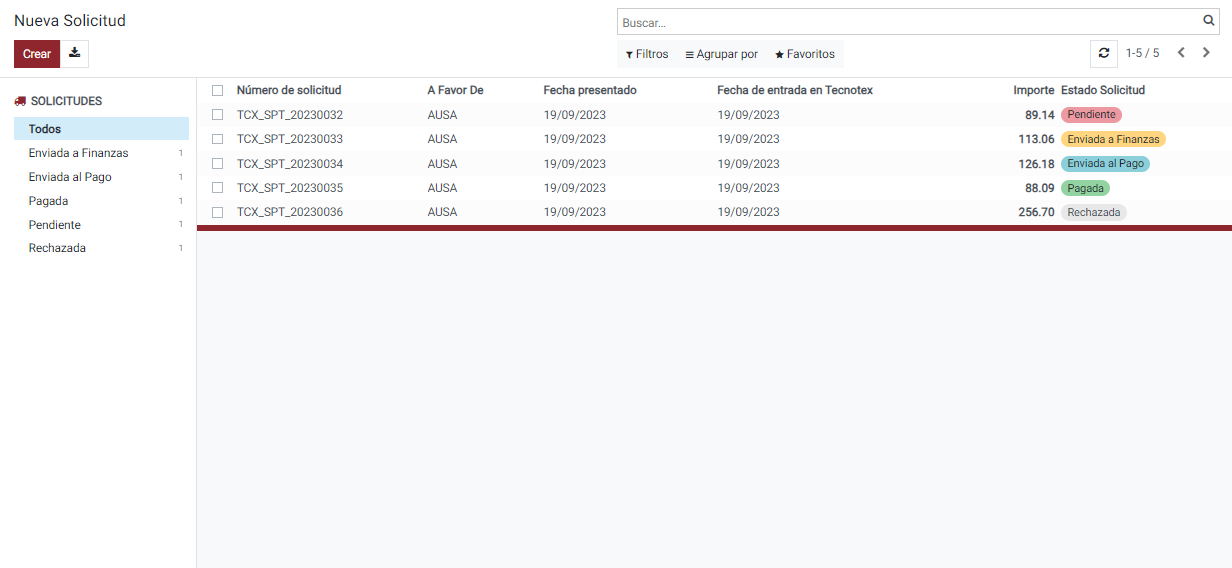 Nueva Solicitud
Buscar...
Crear
Filtros Agrupar por Favoritos
1-5 / 5
SOLICITUDES
Todos
Enviada a Finanzas 1
Enviada al Pago 1
Pagada 1
Pendiente 1
Rechazada 1
Número de solicitud A Favor De Fecha presentado Fecha de entrada en Tecnotex Importe Estado Solicitud
TCX_SPT_20230032 AUSA 19/09/2023 19/09/2023 89.14 Pendiente
TCX_SPT_20230033 AUSA 19/09/2023 19/09/2023 113.06 Enviada a Finanzas
TCX_SPT_20230034 AUSA 19/09/2023 19/09/2023 126.18 Enviada al Pago
TCX_SPT_20230035 AUSA 19/09/2023 19/09/2023 88.09 Pagada
TCX_SPT_20230036 AUSA 19/09/2023 19/09/2023 256.70 Rechazada